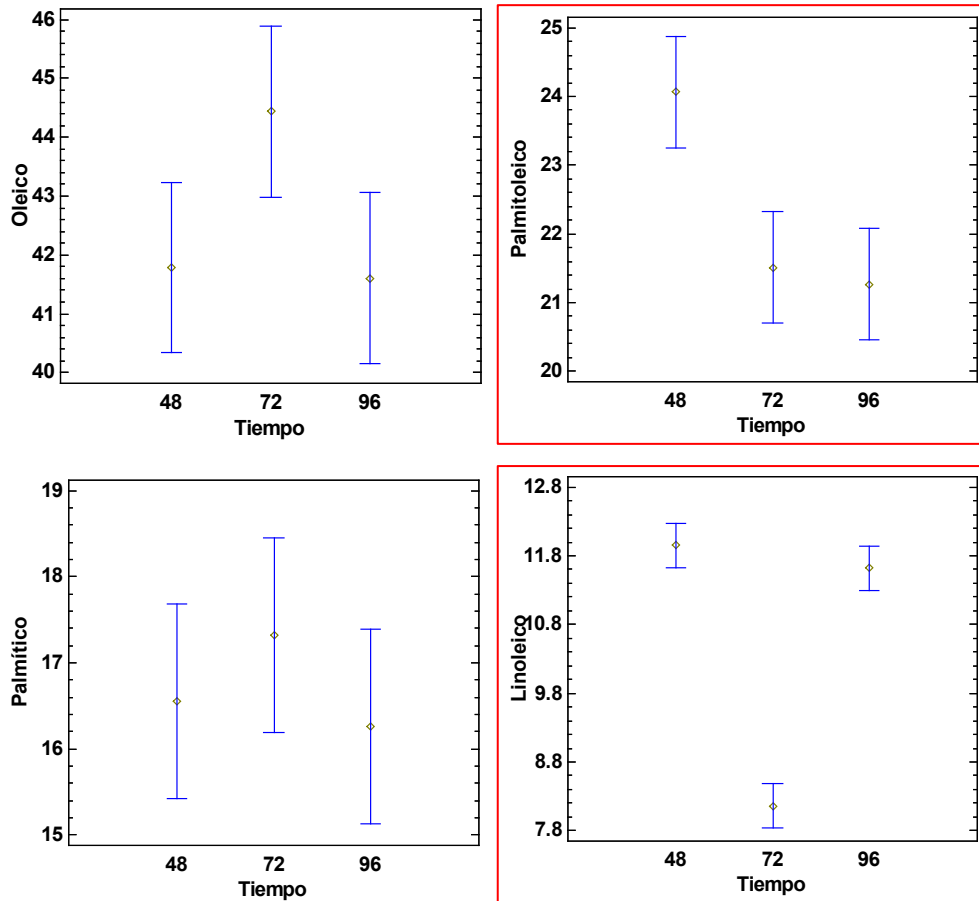 Oleico
46
45
44
43
42
41
40
48 72 96
Tiempo
Palmitoleico
25
24
23
22
21
20
48 72 96
Tiempo
Palmítico
19
18
17
16
15
48 72 96
Tiempo
Linoleico
12.8
11.8
10.8
9.8
8.8
7.8
48 72 96
Tiempo